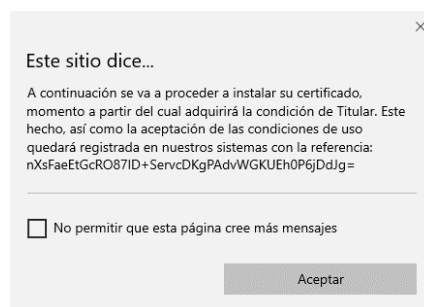 Este sitio dice...
A continuación se va a proceder a instalar su certificado,
momento a partir del cual adquirirá la condición de Titular. Este
hecho, así como la aceptación de las condiciones de uso
quedará registrada en nuestros sistemas con la referencia:
nXsFaeEtGcRO87lD+ServcDKgPAdvWGKUEh0P6jDdJg=
No permitir que esta página cree más mensajes
Aceptar